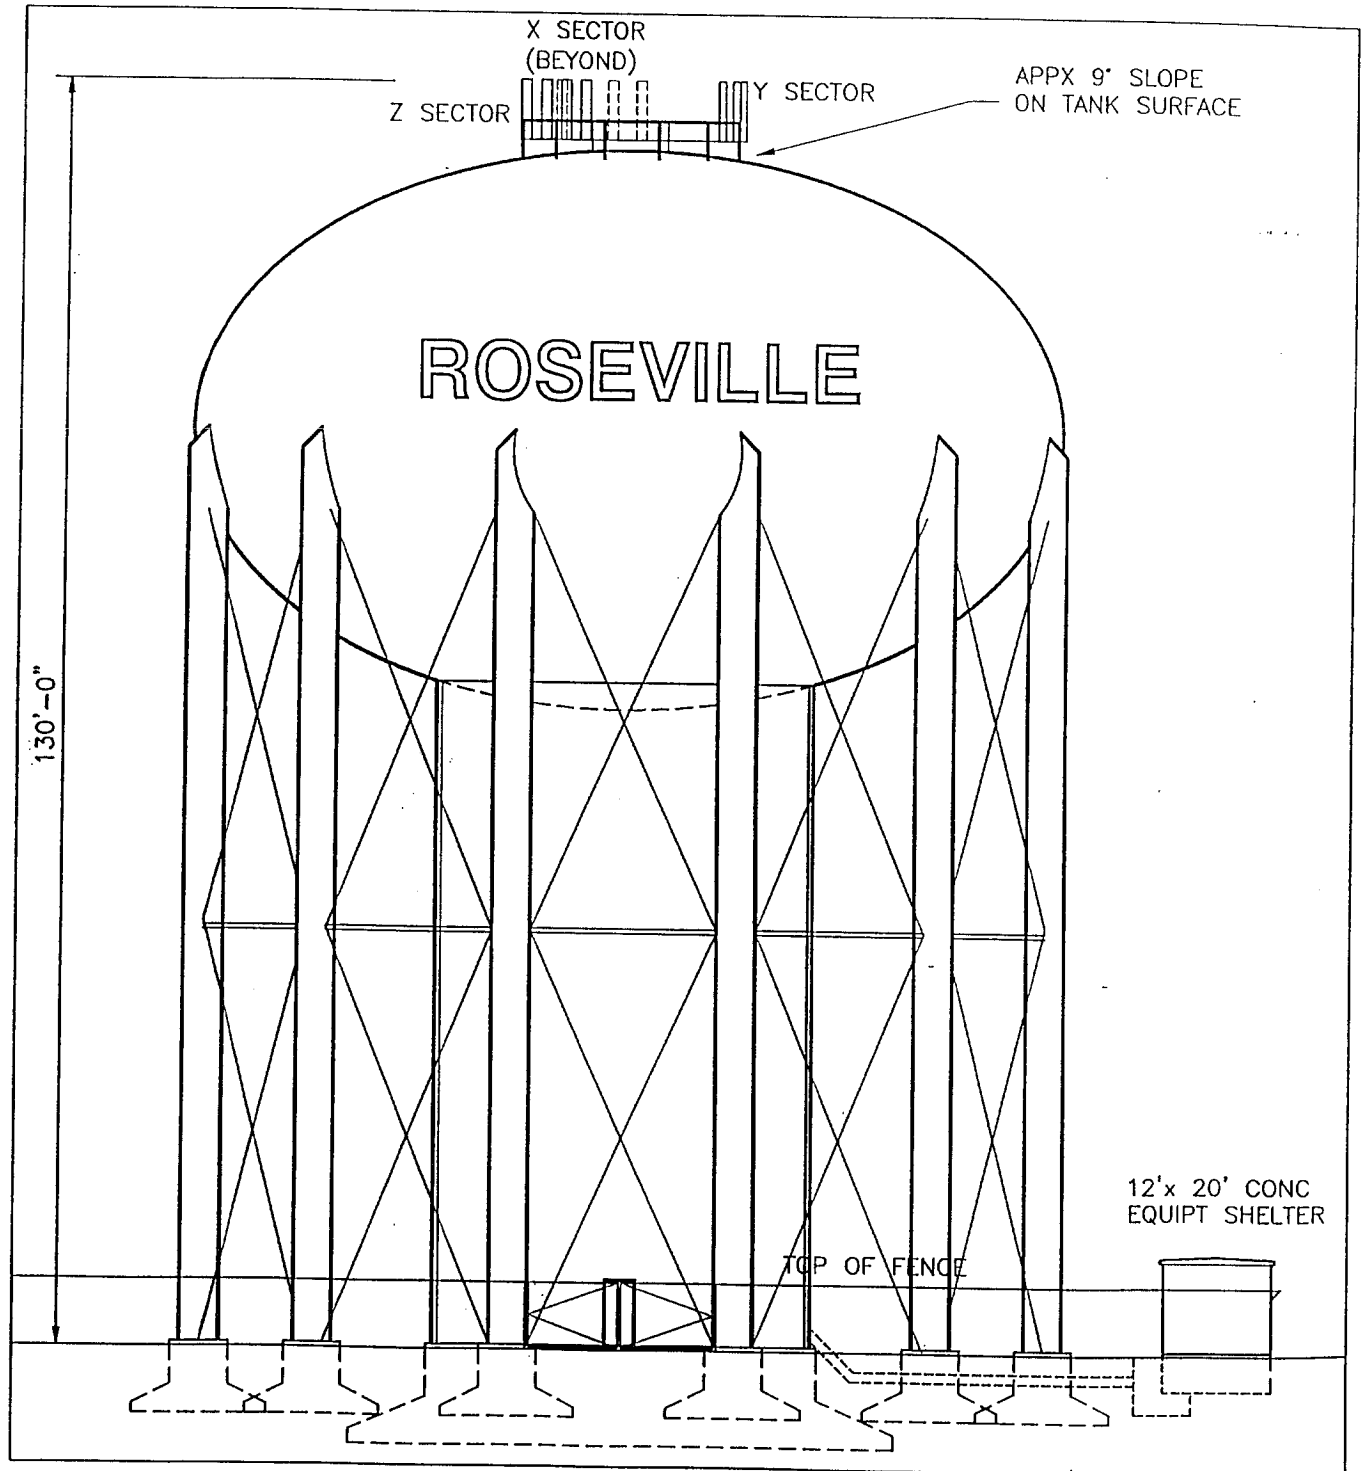 X SECTOR
(BEYOND)
Z SECTOR
Y SECTOR
APPX 9° SLOPE
ON TANK SURFACE
ROSEVILLE
130'-0"
12'x 20' CONC
EQUIPT SHELTER
TOP OF FENCE